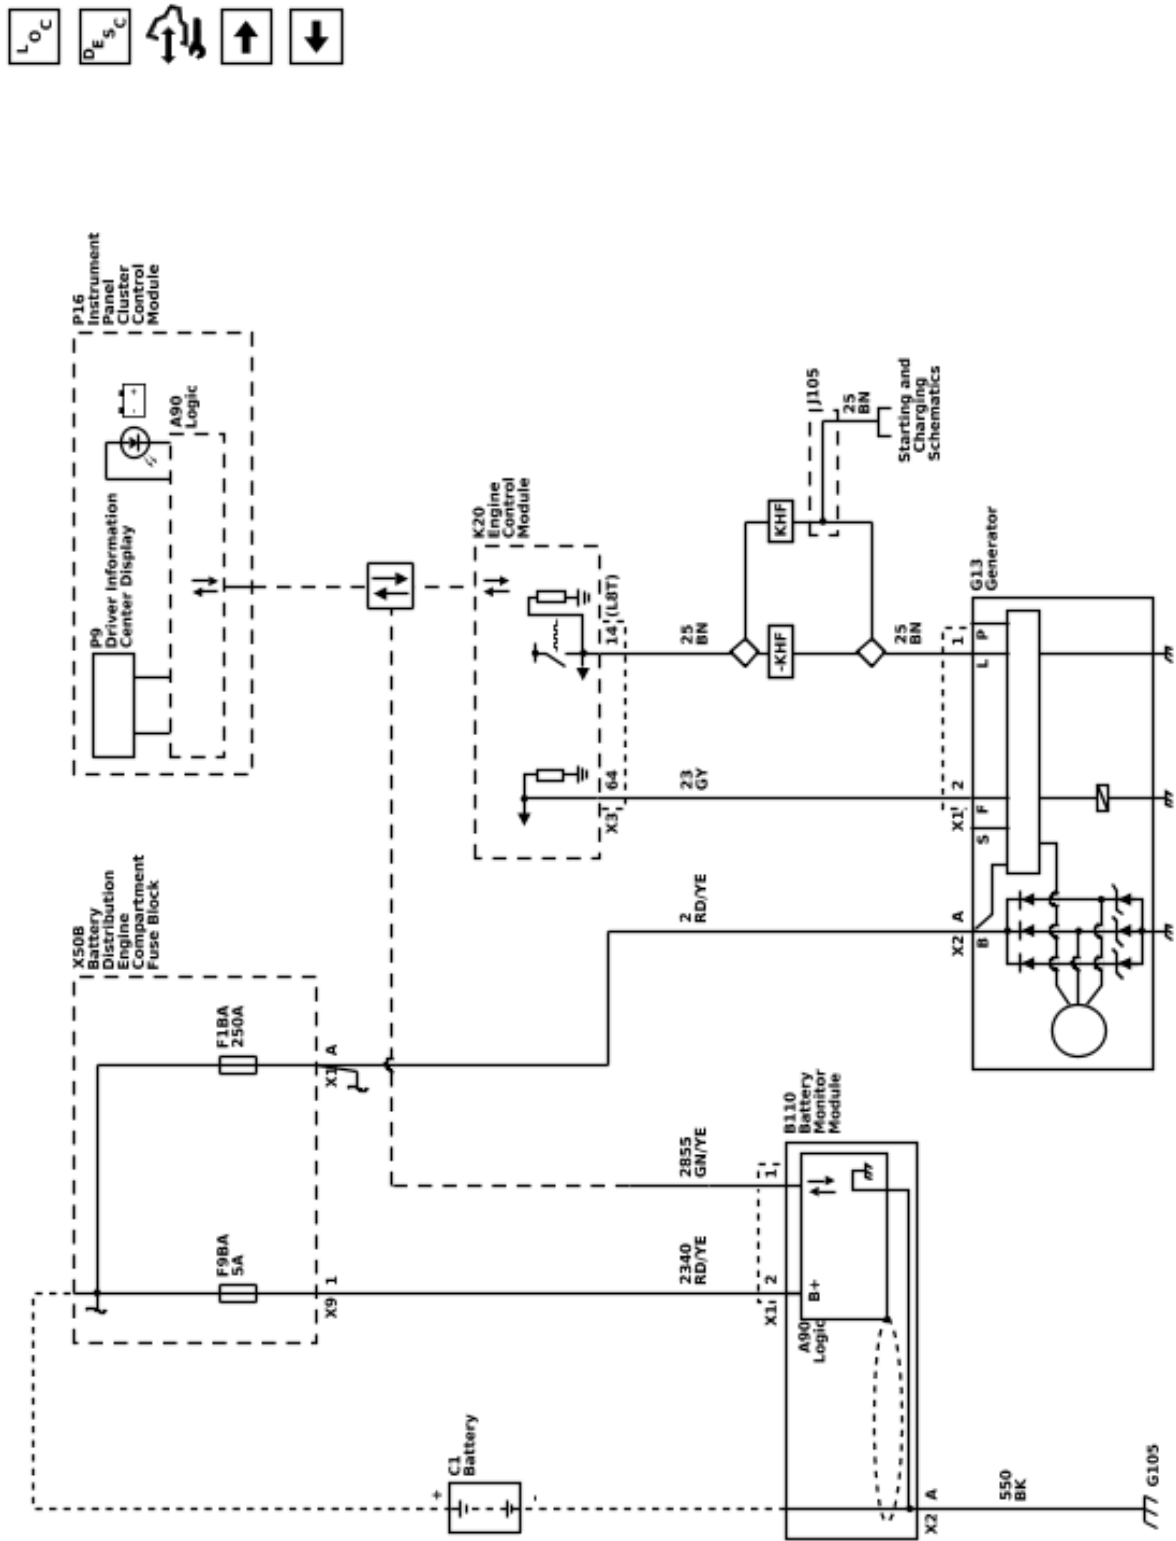 LOC
DESC
P16
Instrument
Panel
Cluster
Control
Module
- +
A90
Logic
P9
Driver Information
Center Display
K20
Engine
Control
Module
14
(L8T)
64
X3
25
BN
23
GY
KHF
-KHF
J105
25
BN
Starting and
Charging
Schematics
25
BN
X50B
Battery
Distribution
Engine
Compartment
Fuse Block
F1BA
250A
X1
A
F9BA
5A
X9
1
2
RD/YE
G13
Generator
1
P
L
2
X1
F
S
X2
A
B
2855
GN/YE
2340
RD/YE
B110
Battery
Monitor
Module
1
2
X1
B+
A90
Logic
C1
Battery
+
-
X2
A
550
BK
G105